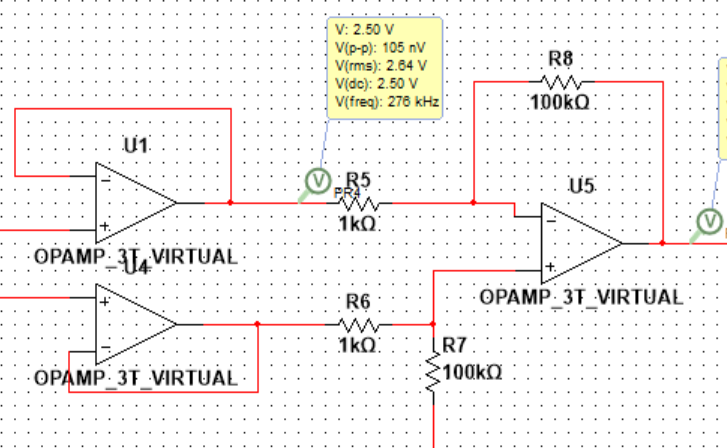 V: 2.50 V
V(p-p): 105 nV
V(rms): 2.64 V
V(dc): 2.50 V
V(freq): 276 kHz
R8
100kΩ
U1
−
+
OPAMP_3T_VIRTUAL
V
PR4
R5
1kΩ
U5
−
+
OPAMP_3T_VIRTUAL
V
U4
+
−
OPAMP_3T_VIRTUAL
R6
1kΩ
R7
100kΩ